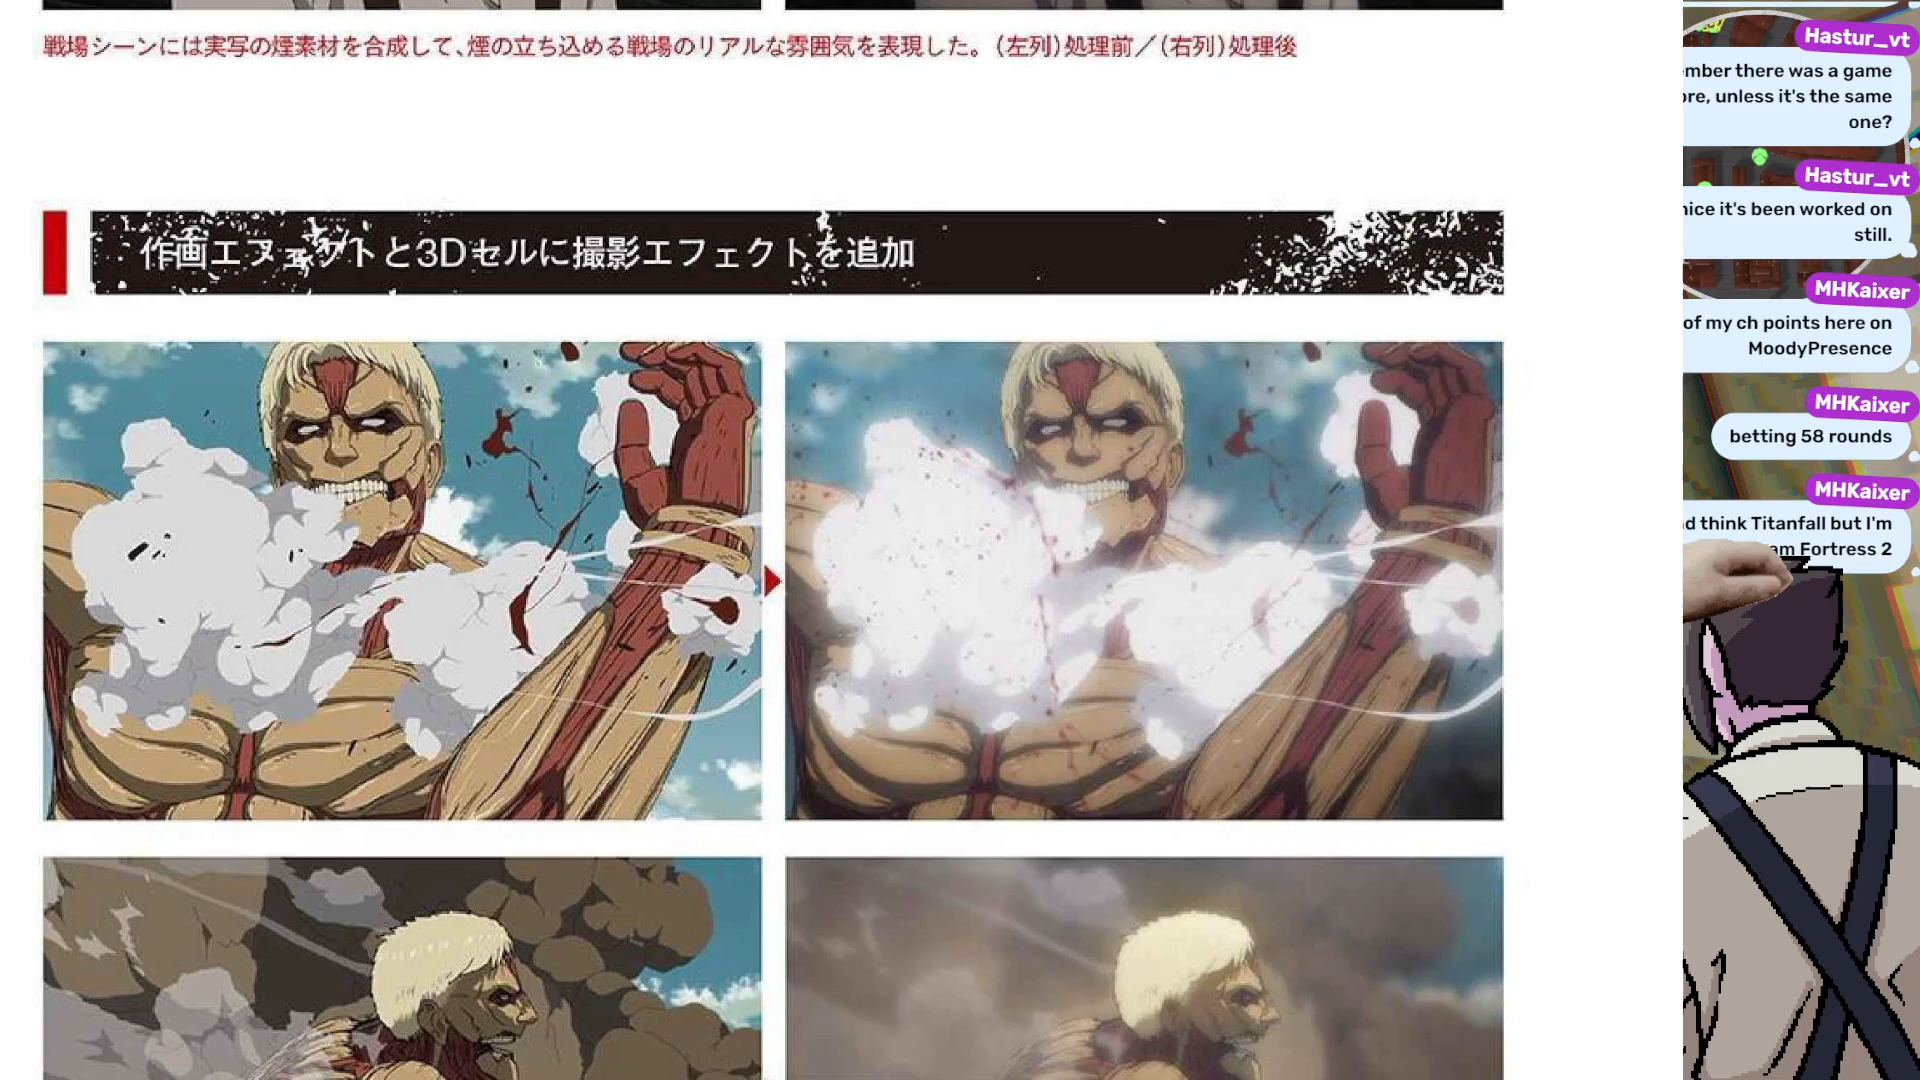 戦場シーンには実写の煙素材を合成して、煙の立ち込める戦場のリアルな雰囲気を表現した。（左列）処理前／（右列）処理後
作画エフェクトと3Dセルに撮影エフェクトを追加
Hastur_vt
there was a game
unless it's the same
one?
Hastur_vt
it's been worked on
still.
MHKaixer
of my ch points here on
MoodyPresence
MHKaixer
betting 58 rounds
MHKaixer
think Titanfall but I'm
Fortress 2